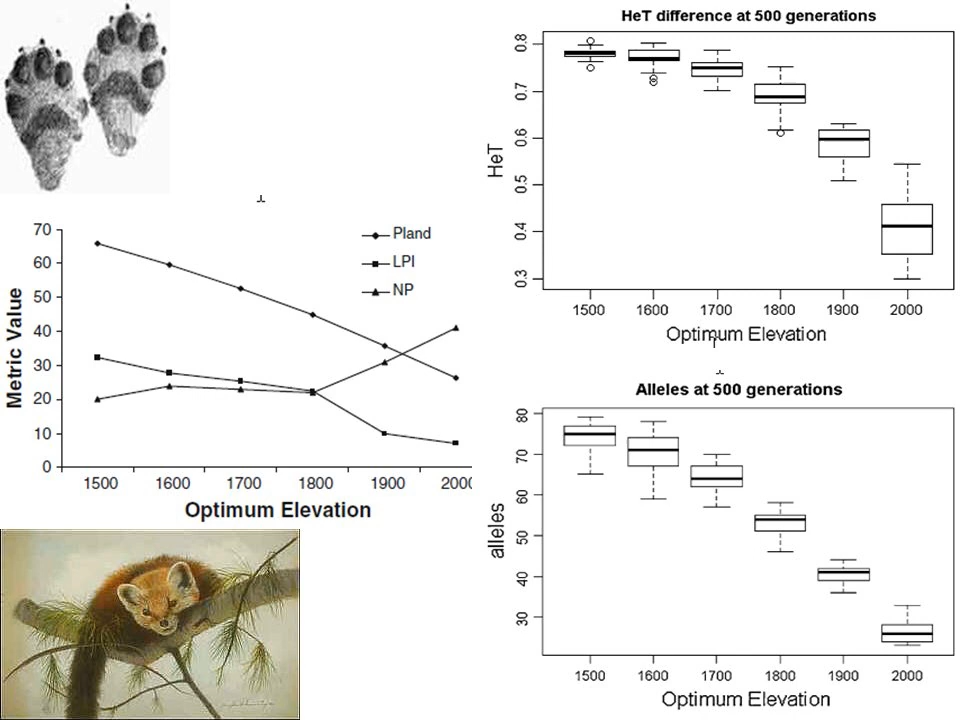 HeT difference at 500 generations
HeT
0.8
0.7
0.6
0.5
0.4
0.3
1500 1600 1700 1800 1900 2000
Optimum Elevation
Metric Value
70
60
50
40
30
20
10
0
Pland
LPI
NP
1500 1600 1700 1800 1900 2000
Optimum Elevation
Alleles at 500 generations
alleles
80
70
60
50
40
30
1500 1600 1700 1800 1900 2000
Optimum Elevation